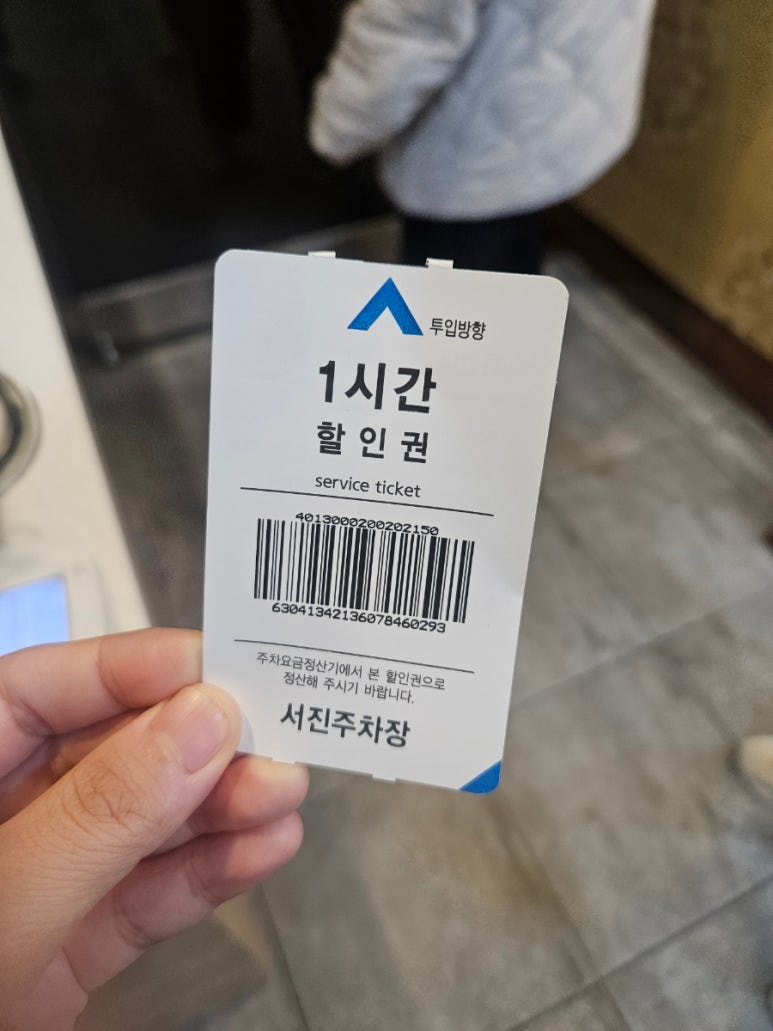 투입방향
1시간
할인권
service ticket
4013000200202150
63041342136078460293
주차요금정산기에서 본 할인권으로
정산해 주시기 바랍니다.
서진주차장